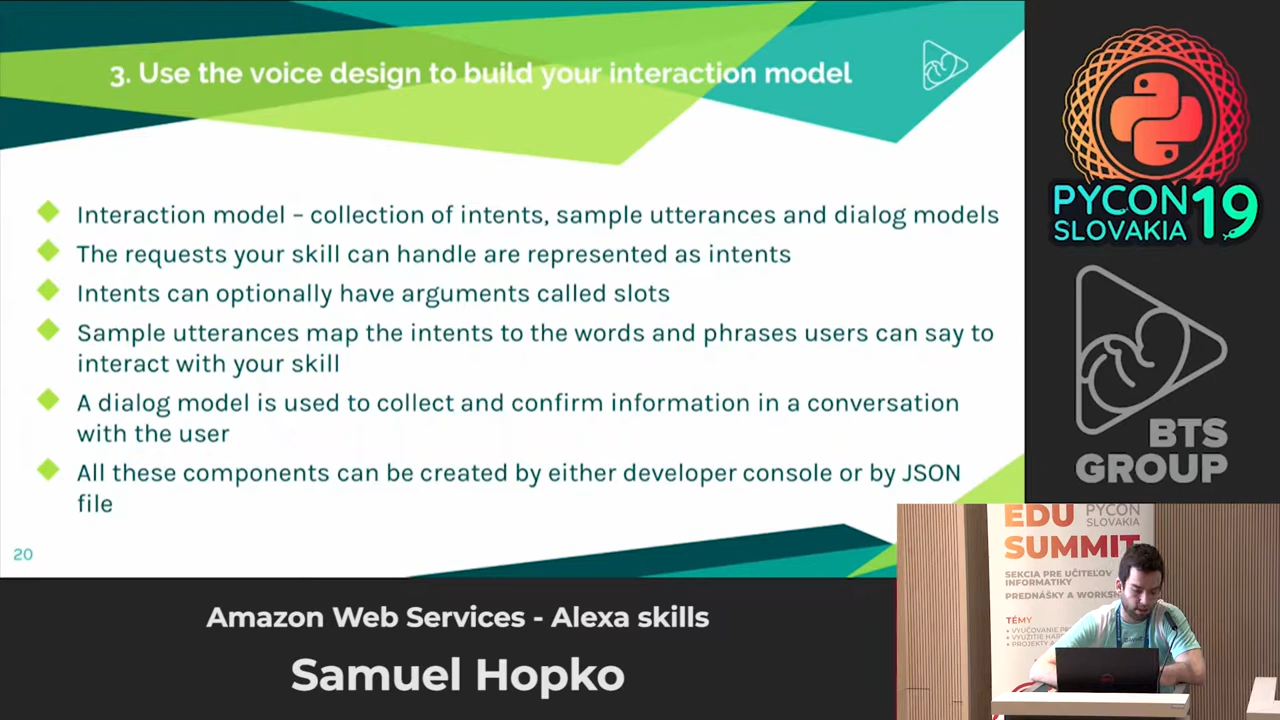 3. Use the voice design to build your interaction model
Interaction model – collection of intents, sample utterances and dialog models
The requests your skill can handle are represented as intents
Intents can optionally have arguments called slots
Sample utterances map the intents to the words and phrases users can say to
interact with your skill
A dialog model is used to collect and confirm information in a conversation
with the user
All these components can be created by either developer console or by JSON
file
20
PYCON
SLOVAKIA
19
BTS
GROUP
EDU
PYCON
SLOVAKIA
SUMMIT
SEKCIA PRE UČITEĽOV
INFORMATIKY
PREDNÁŠKY A
TÉMY
Amazon Web Services - Alexa skills
Samuel Hopko